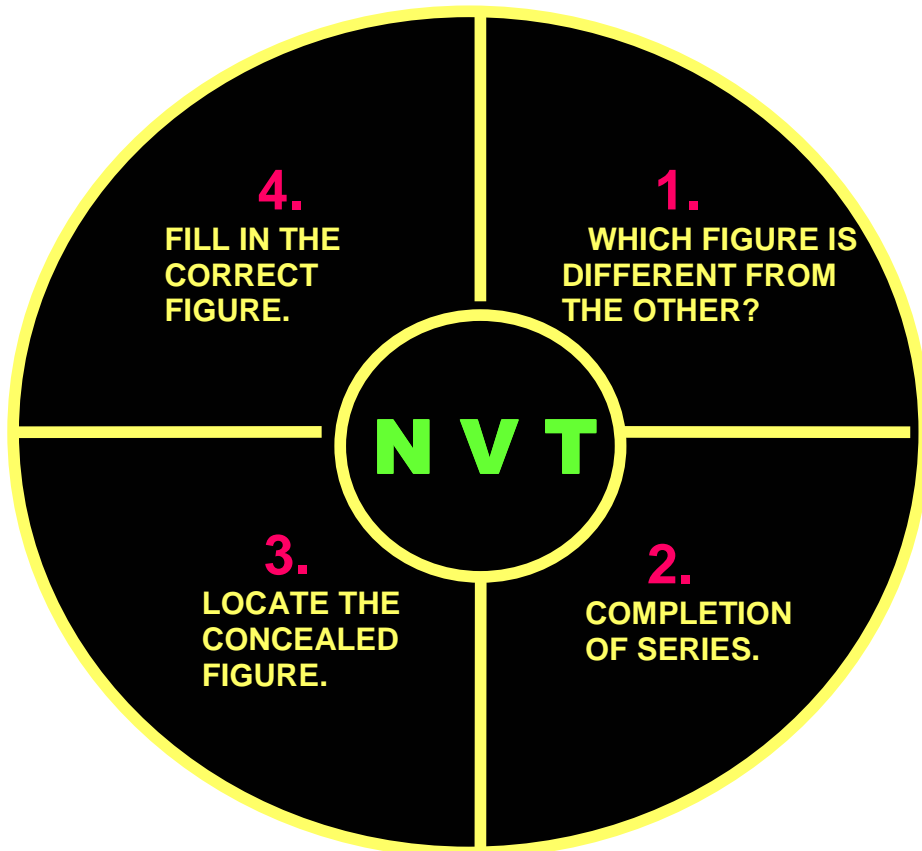 1.
WHICH FIGURE IS
DIFFERENT FROM
THE OTHER?
2.
COMPLETION
OF SERIES.
3.
LOCATE THE
CONCEALED
FIGURE.
4.
FILL IN THE
CORRECT
FIGURE.
N V T